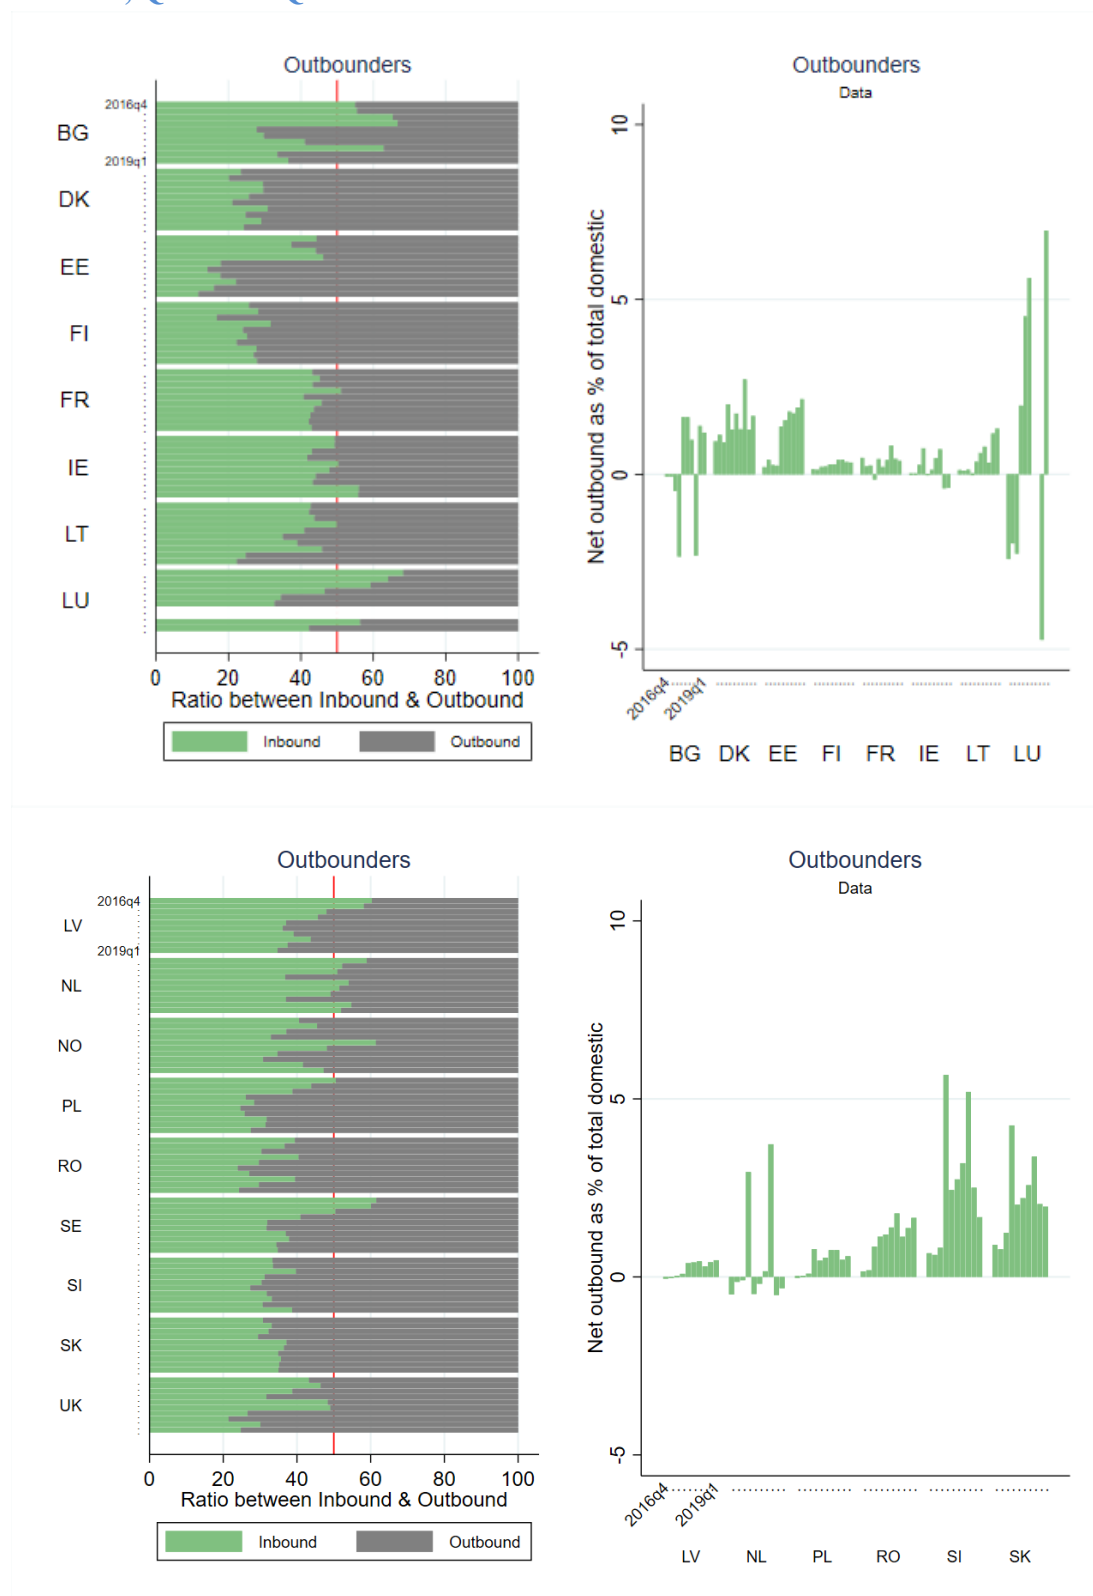 Outbounders
2016q4
BG
2019q1
DK
EE
FI
FR
IE
LT
LU
0 20 40 60 80 100
Ratio between Inbound & Outbound
Inbound Outbound
Outbounders
Data
Net outbound as % of total domestic
10
5
0
-5
2016q4 2019q1
BG DK EE FI FR IE LT LU
Outbounders
2016q4
LV
2019q1
NL
NO
PL
RO
SE
SI
SK
UK
0 20 40 60 80 100
Ratio between Inbound & Outbound
Inbound Outbound
Outbounders
Data
Net outbound as % of total domestic
10
5
0
-5
2016q4 2019q1
LV NL PL RO SI SK